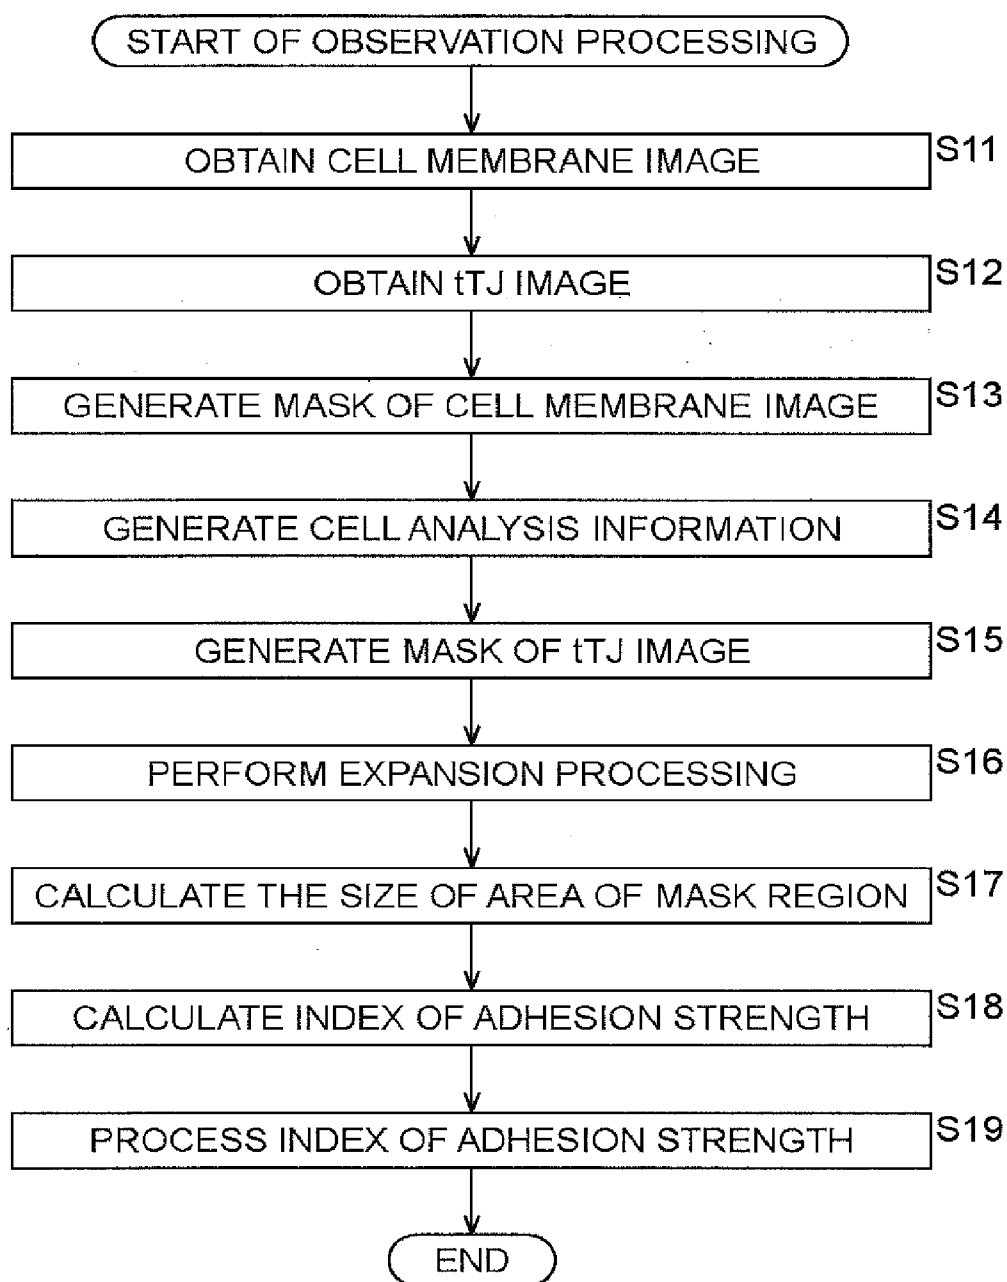 START OF OBSERVATION PROCESSING
OBTAIN CELL MEMBRANE IMAGE
S11
OBTAIN tTJ IMAGE
S12
GENERATE MASK OF CELL MEMBRANE IMAGE
S13
GENERATE CELL ANALYSIS INFORMATION
S14
GENERATE MASK OF tTJ IMAGE
S15
PERFORM EXPANSION PROCESSING
S16
CALCULATE THE SIZE OF AREA OF MASK REGION
S17
CALCULATE INDEX OF ADHESION STRENGTH
S18
PROCESS INDEX OF ADHESION STRENGTH
S19
END